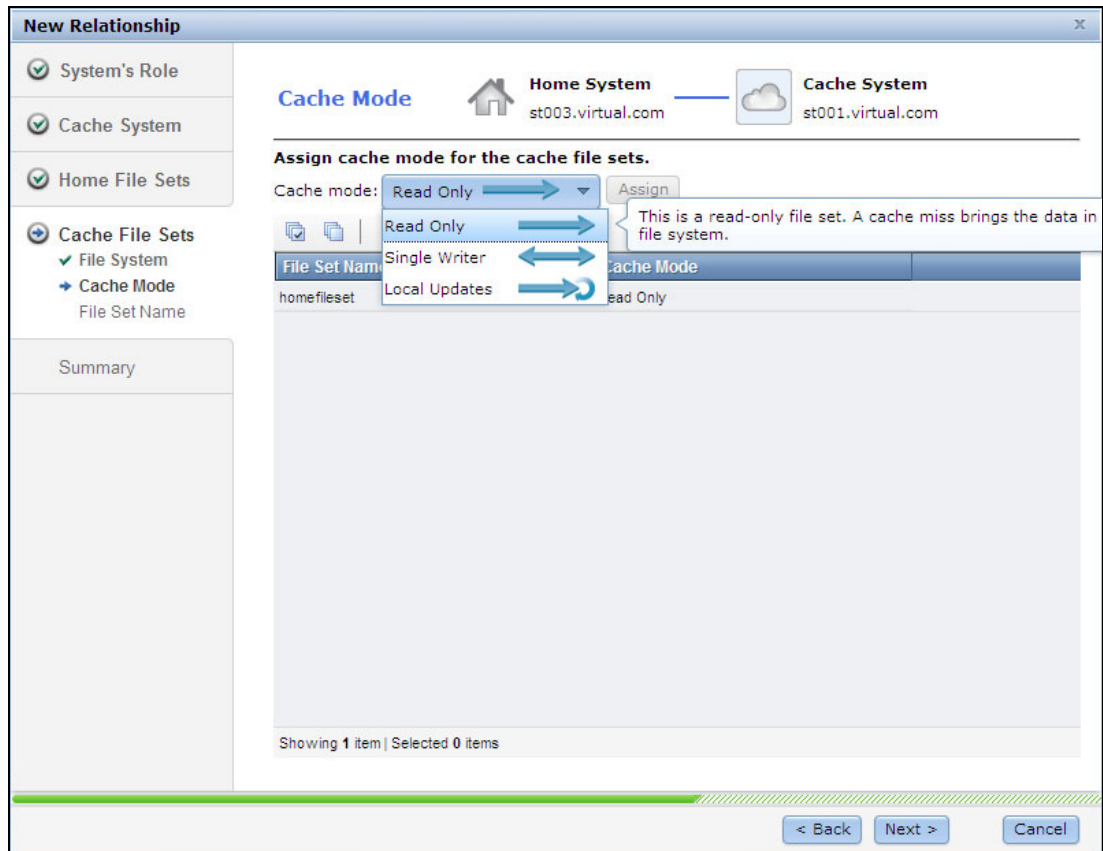 New Relationship
x
System's Role
Cache System
Home File Sets
Cache File Sets
File System
Cache Mode
File Set Name
Summary
Cache Mode
Home System
st003.virtual.com
Cache System
st001.virtual.com
Assign cache mode for the cache file sets.
Cache mode: Read Only Assign
Read Only
Single Writer
Local Updates
This is a read-only file set. A cache miss brings the data in
file system.
File Set Nam Cache Mode
homefileset ead Only
Showing 1 item | Selected 0 items
< Back Next > Cancel